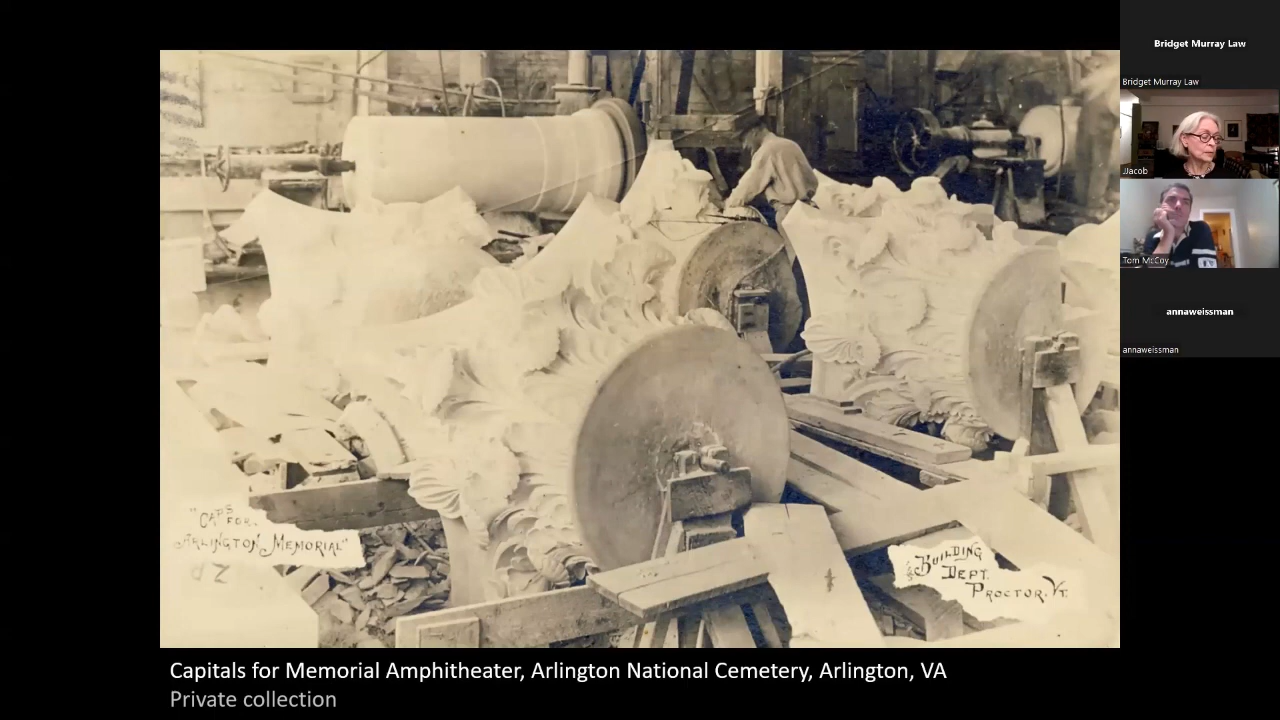 "CAPS
FOR
ARLINGTON MEMORIAL"
BUILDING
DEPT.
PROCTOR, VT.
Capitals for Memorial Amphitheater, Arlington National Cemetery, Arlington, VA
Private collection
Bridget Murray Law
Bridget Murray Law
JJacob
Tom McCoy
annaweissman
annaweissman